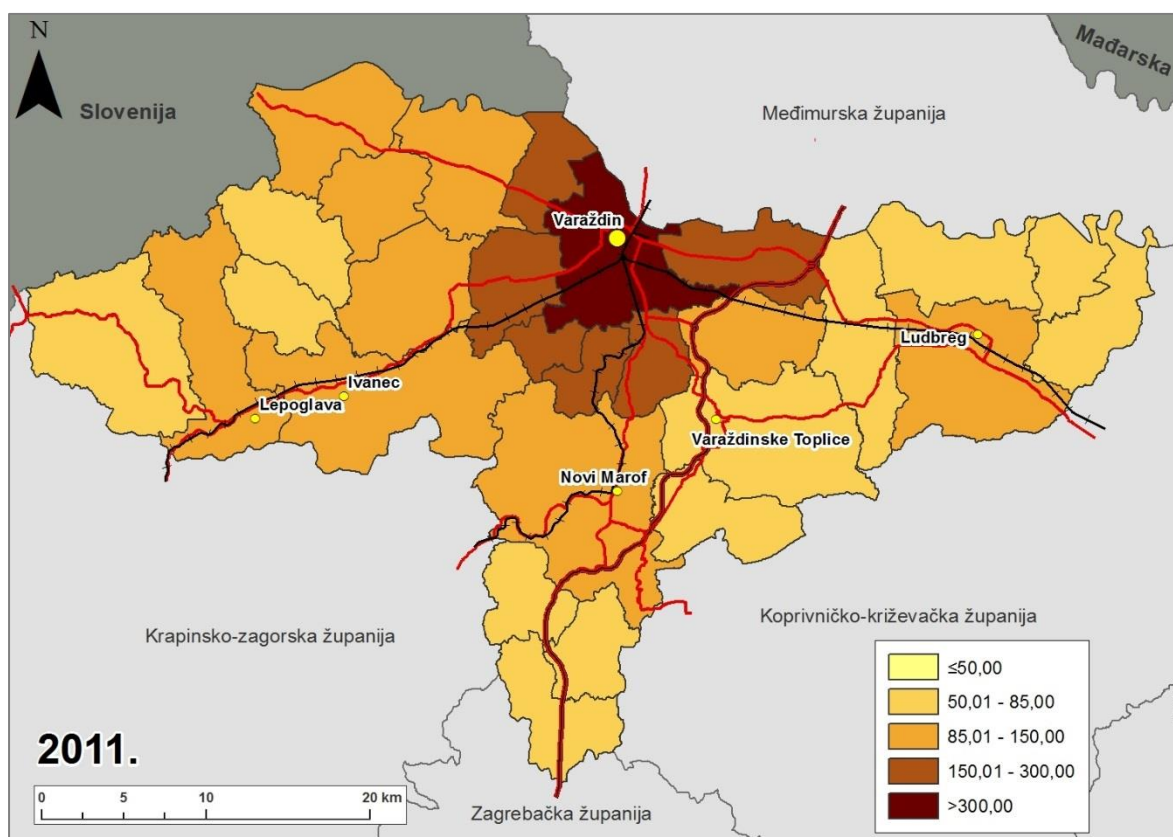 N
Mađarska
Slovenija
Međimurska županija
Varaždin
Ludbreg
Ivanec
Lepoglava
Varaždinske Toplice
Novi Marof
Krapinsko-zagorska županija
Koprivničko-križevačka županija
≤50,00
50,01 - 85,00
85,01 - 150,00
150,01 - 300,00
>300,00
2011.
0 5 10 20 km
Zagrebačka županija